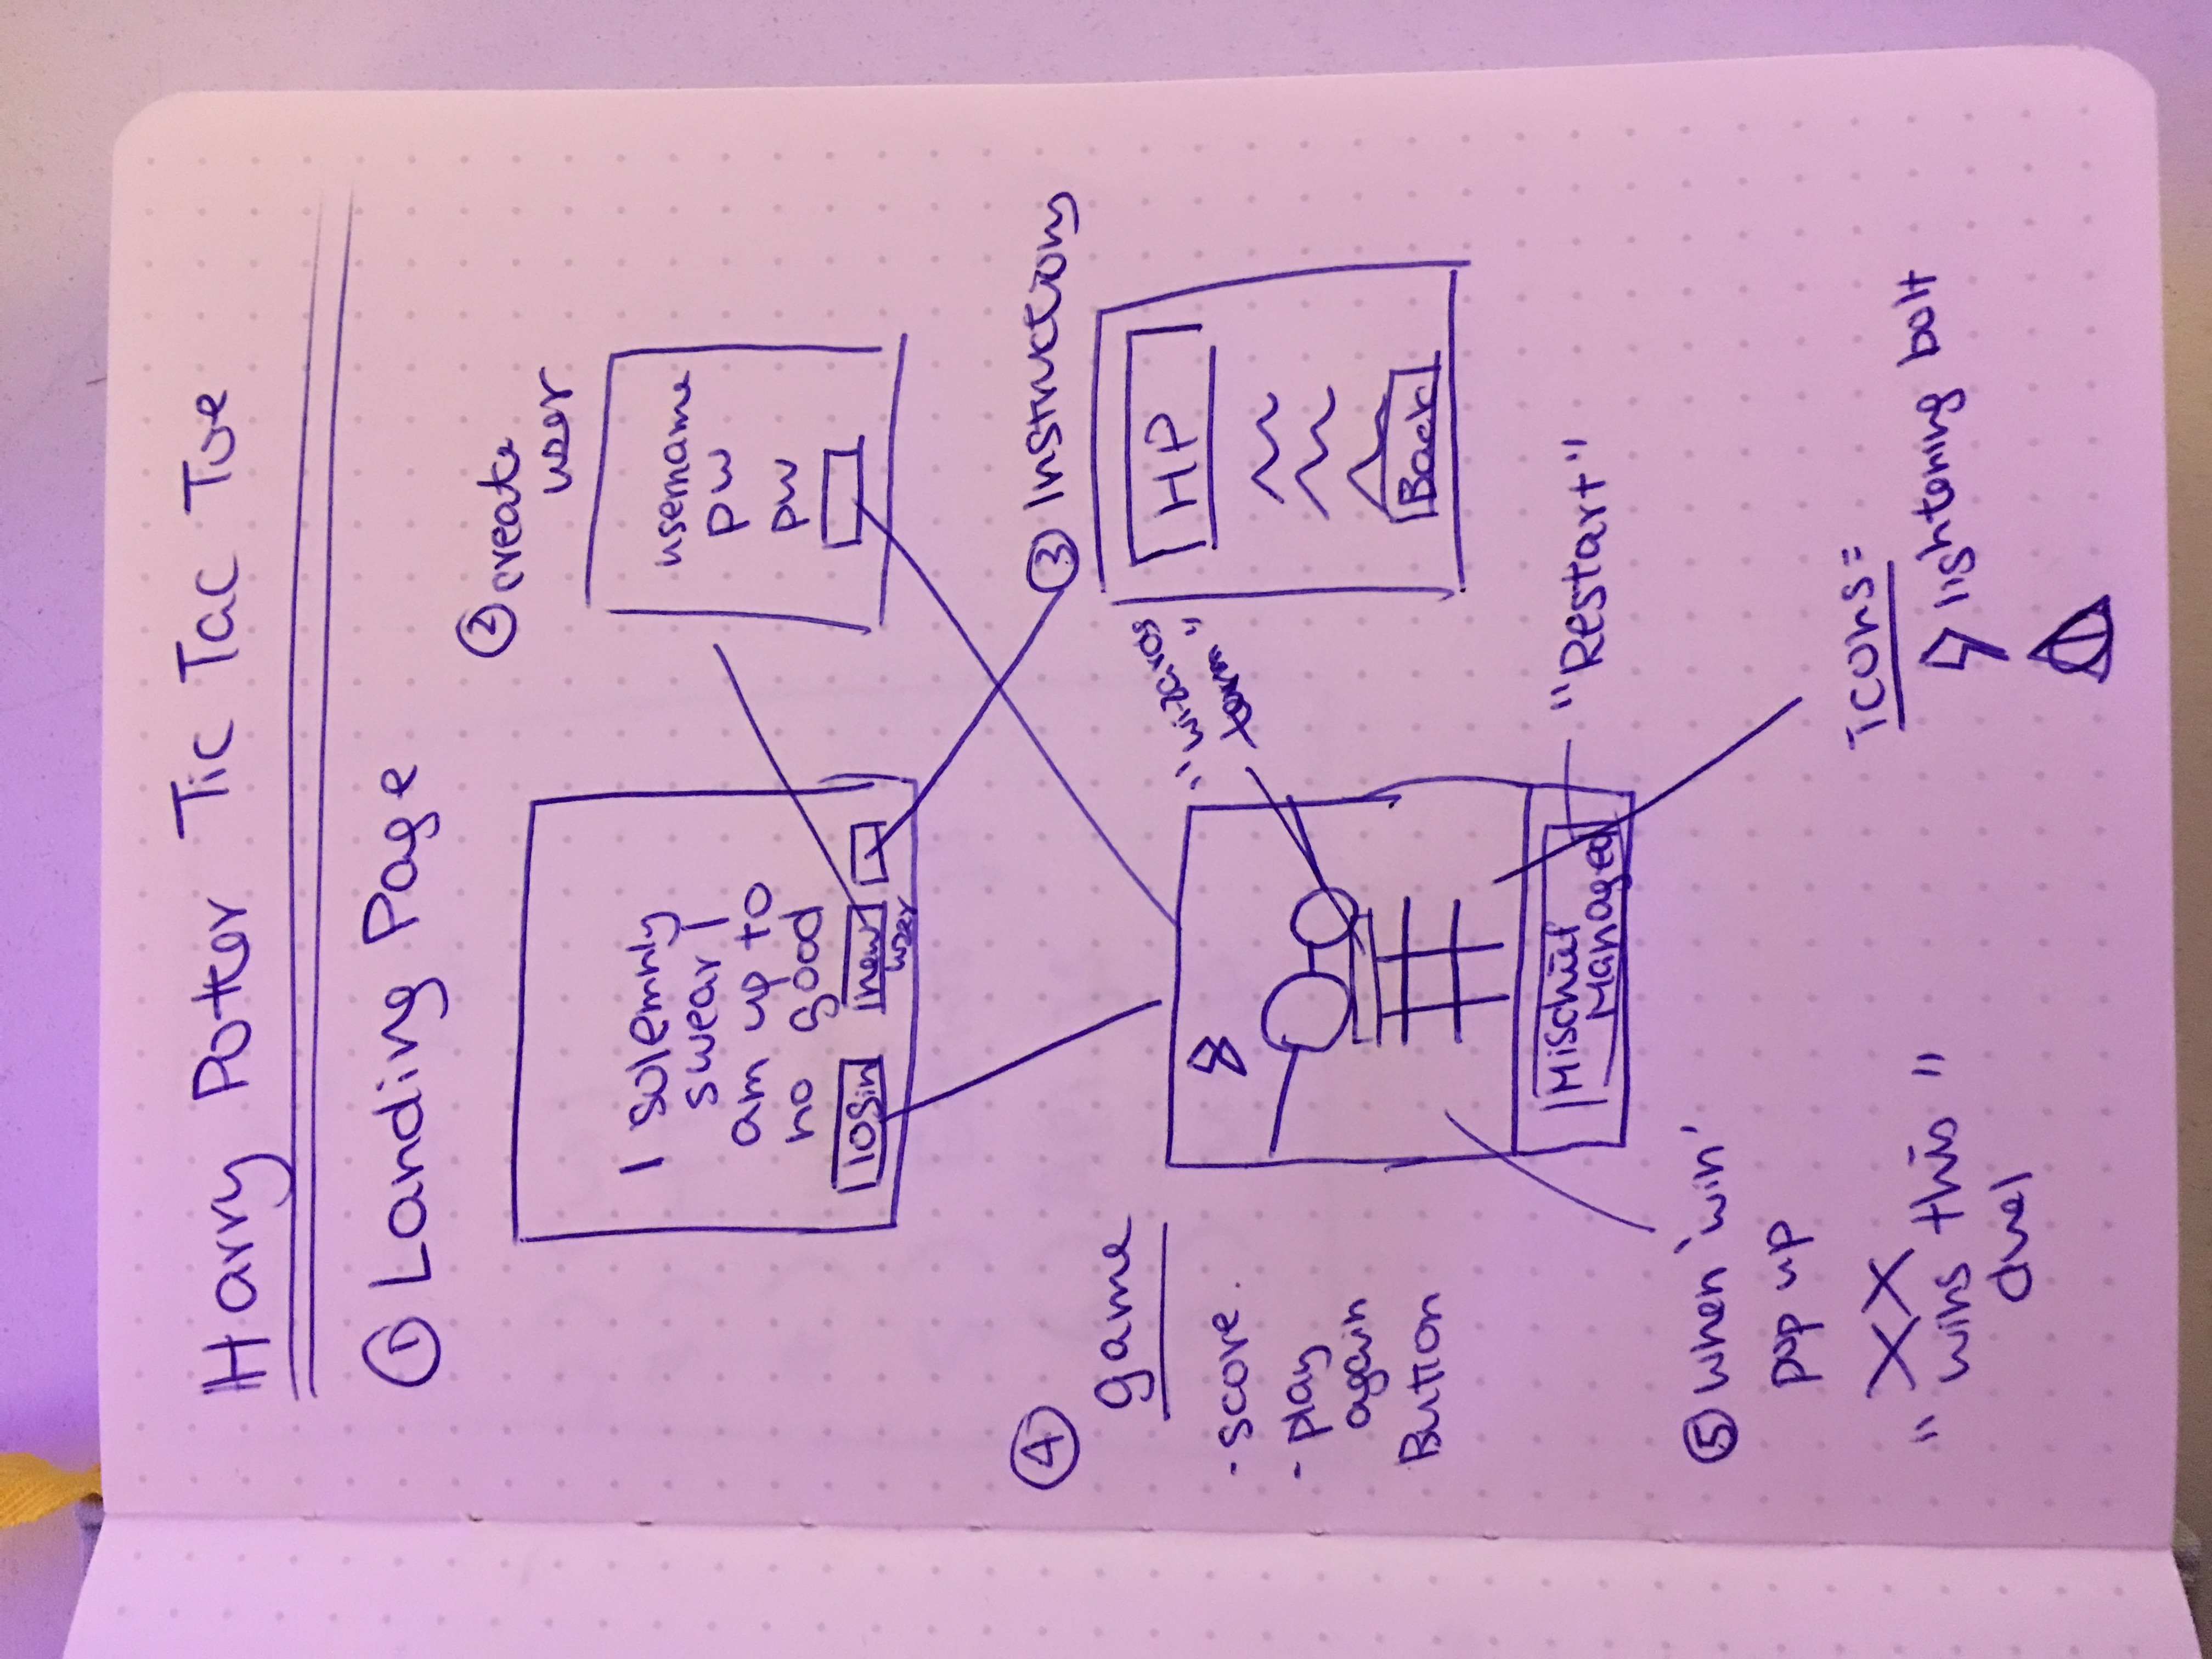 Harry Potter Tic Tac Toe
① Landing Page
② create
user
I solemnly
swear I
am up to
no good
login
new
user
username
pw
pw
③ Instructions
HP
Back
④
game
- score.
- play
again
Button
"wizards
turn"
Mischief
Managed
"Restart"
⑤ when 'win'
pop up
XX
"wins this"
duel
icons=
lightening bolt